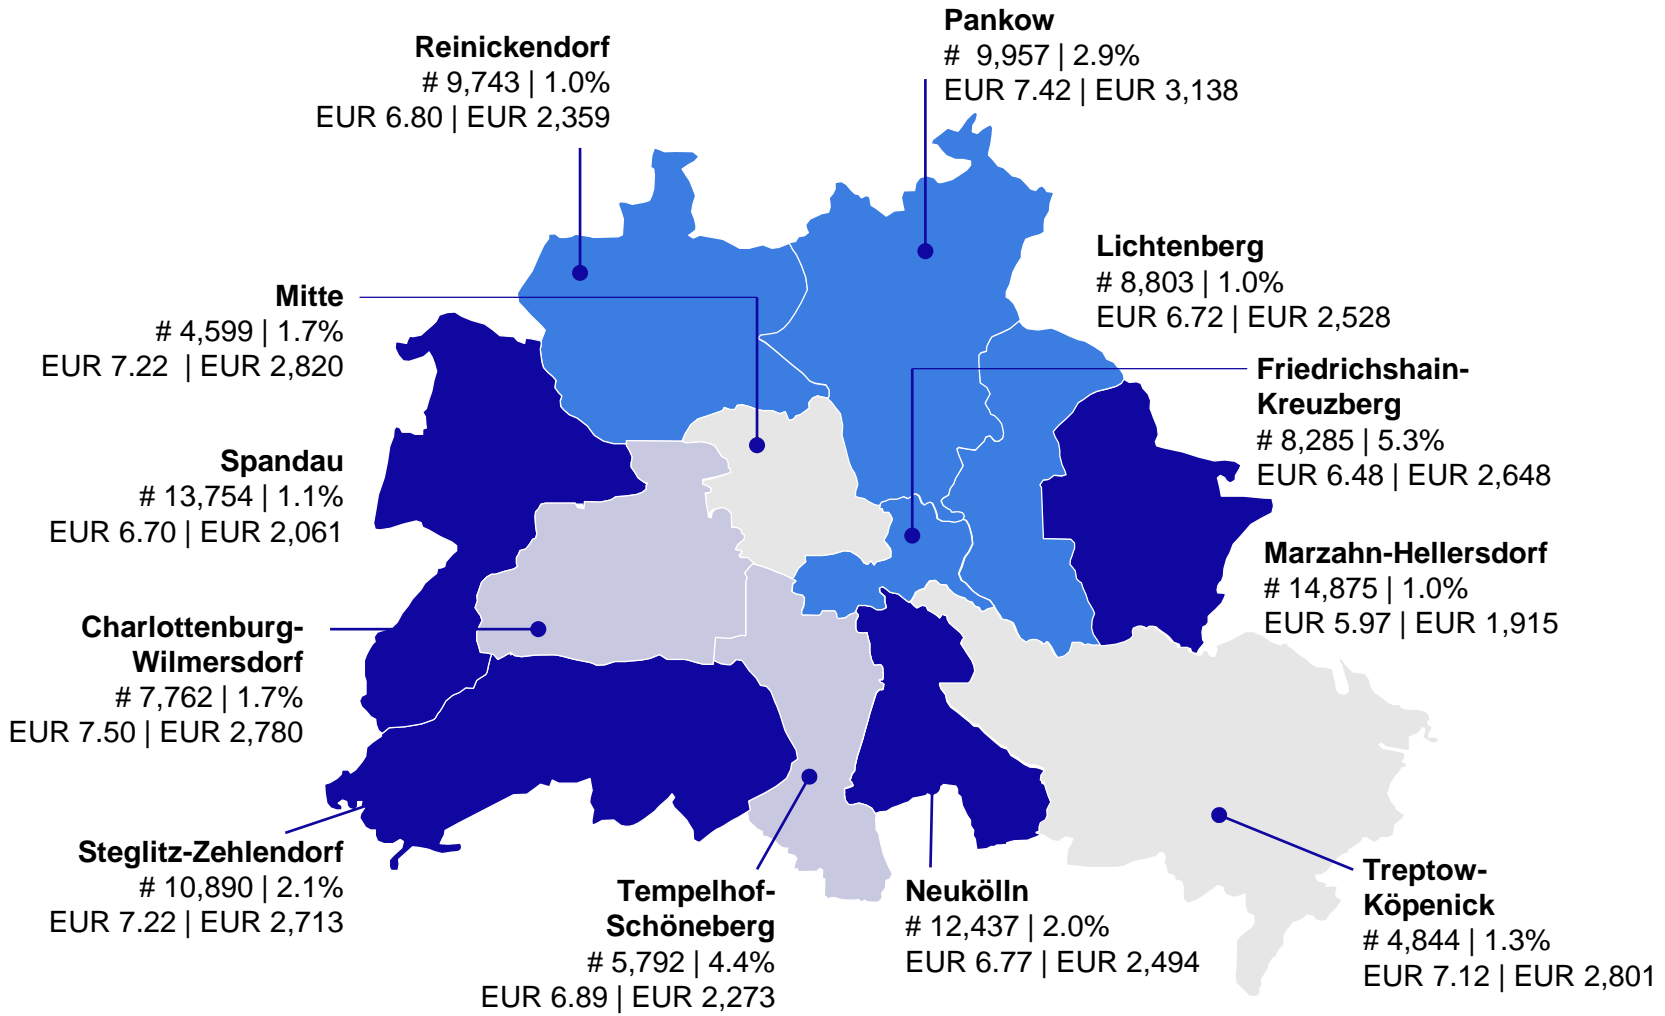 Pankow
# 9,957 | 2.9%
EUR 7.42 | EUR 3,138
Reinickendorf
# 9,743 | 1.0%
EUR 6.80 | EUR 2,359
Lichtenberg
# 8,803 | 1.0%
EUR 6.72 | EUR 2,528
Mitte
# 4,599 | 1.7%
EUR 7.22 | EUR 2,820
Friedrichshain-
Kreuzberg
# 8,285 | 5.3%
EUR 6.48 | EUR 2,648
Spandau
# 13,754 | 1.1%
EUR 6.70 | EUR 2,061
Marzahn-Hellersdorf
# 14,875 | 1.0%
EUR 5.97 | EUR 1,915
Charlottenburg-
Wilmersdorf
# 7,762 | 1.7%
EUR 7.50 | EUR 2,780
Steglitz-Zehlendorf
# 10,890 | 2.1%
EUR 7.22 | EUR 2,713
Tempelhof-
Schöneberg
# 5,792 | 4.4%
EUR 6.89 | EUR 2,273
Neukölln
# 12,437 | 2.0%
EUR 6.77 | EUR 2,494
Treptow-
Köpenick
# 4,844 | 1.3%
EUR 7.12 | EUR 2,801